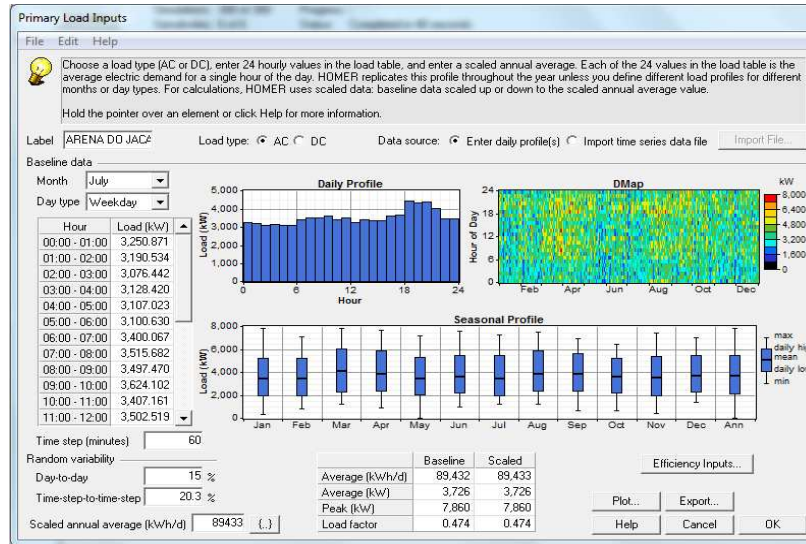 Primary Load Inputs
File Edit Help
Choose a load type (AC or DC), enter 24 hourly values in the load table, and enter a scaled annual average. Each of the 24 values in the load table is the
average electric demand for a single hour of the day. HOMER replicates this profile throughout the year unless you define different load profiles for different
months or day types. For calculations, HOMER uses scaled data: baseline data scaled up or down to the scaled annual average value.
Hold the pointer over an element or click Help for more information.
Label ARENA DO JACA Load type: AC DC Data source: Enter daily profile(s) Import time series data file Import File...
Baseline data
Month July
Day type Weekday
Hour Load (kW)
00:00 - 01:00 3,250.871
01:00 - 02:00 3,190.534
02:00 - 03:00 3,076.442
03:00 - 04:00 3,128.420
04:00 - 05:00 3,107.023
05:00 - 06:00 3,100.630
06:00 - 07:00 3,400.067
07:00 - 08:00 3,515.682
08:00 - 09:00 3,497.470
09:00 - 10:00 3,624.102
10:00 - 11:00 3,407.161
11:00 - 12:00 3,502.519
Time step (minutes) 60
Daily Profile
Load (kW)
5,000
4,000
3,000
2,000
1,000
0
0 6 12 18 24
Hour
DMap
Hour of Day
24
18
12
6
0
Feb Apr Jun Aug Oct Dec
kW
8,000
6,400
4,800
3,200
1,600
0
Seasonal Profile
Load (kW)
8,000
6,000
4,000
2,000
0
Jan Feb Mar Apr May Jun Jul Aug Sep Oct Nov Dec Ann
max
daily hig
mean
daily lo
min
Random variability
Day-to-day 15 %
Time-step-to-time-step 20.3 %
Scaled annual average (kWh/d) 89433 {..}
Baseline Scaled
Average (kWh/d) 89,432 89,433
Average (kW) 3,726 3,726
Peak (kW) 7,860 7,860
Load factor 0.474 0.474
Efficiency Inputs...
Plot... Export...
Help Cancel OK